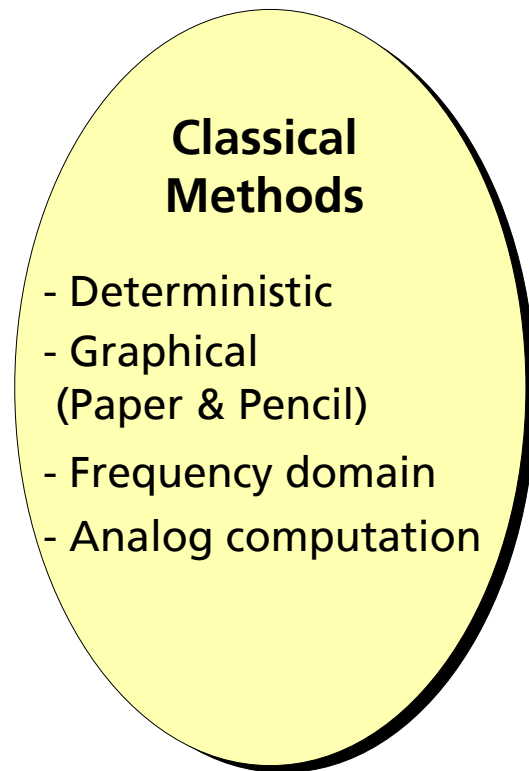 Classical
Methods
- Deterministic
- Graphical
(Paper & Pencil)
- Frequency domain
- Analog computation